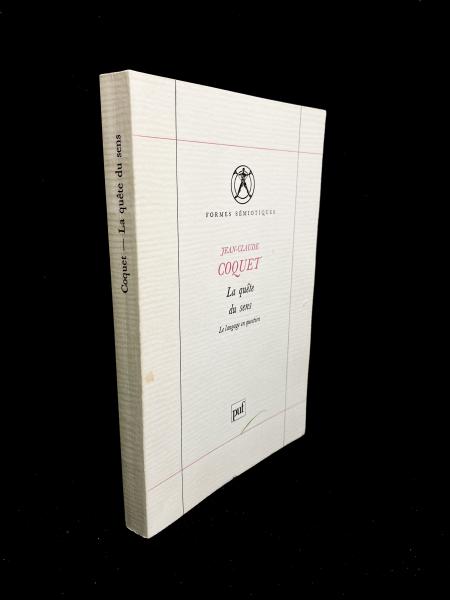 Coquet — La quête du sens
FORMES SÉMIOTIQUES
JEAN-CLAUDE
COQUET
La quête
du sens
Le langage en question
puf